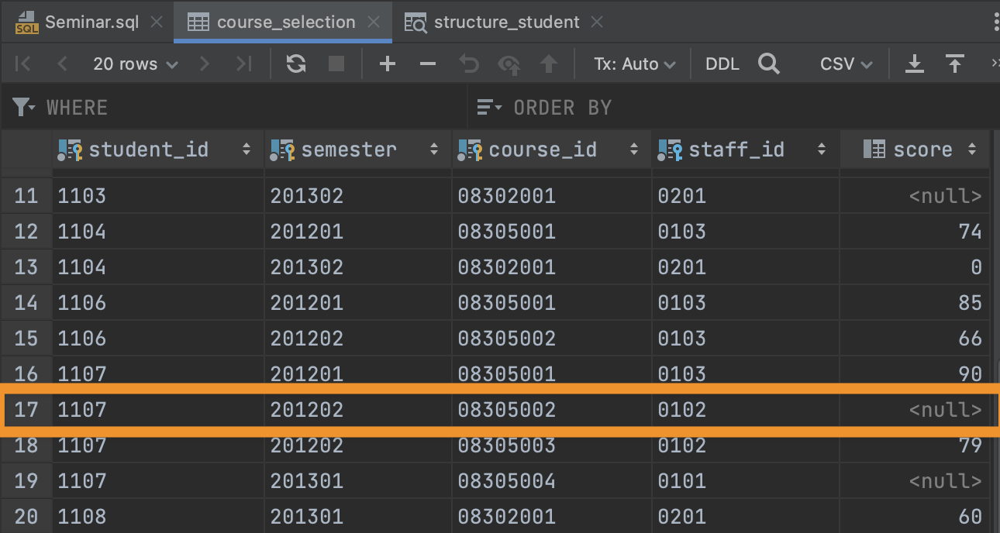 SQL Seminar.sql course_selection structure_student
20 rows Tx: Auto DDL CSV
WHERE ORDER BY
student_id semester course_id staff_id score
11 1103 201302 08302001 0201 <null>
12 1104 201201 08305001 0103 74
13 1104 201302 08302001 0201 0
14 1106 201201 08305001 0103 85
15 1106 201202 08305002 0103 66
16 1107 201201 08305001 0103 90
17 1107 201202 08305002 0102 <null>
18 1107 201202 08305003 0102 79
19 1107 201301 08305004 0101 <null>
20 1108 201301 08302001 0201 60